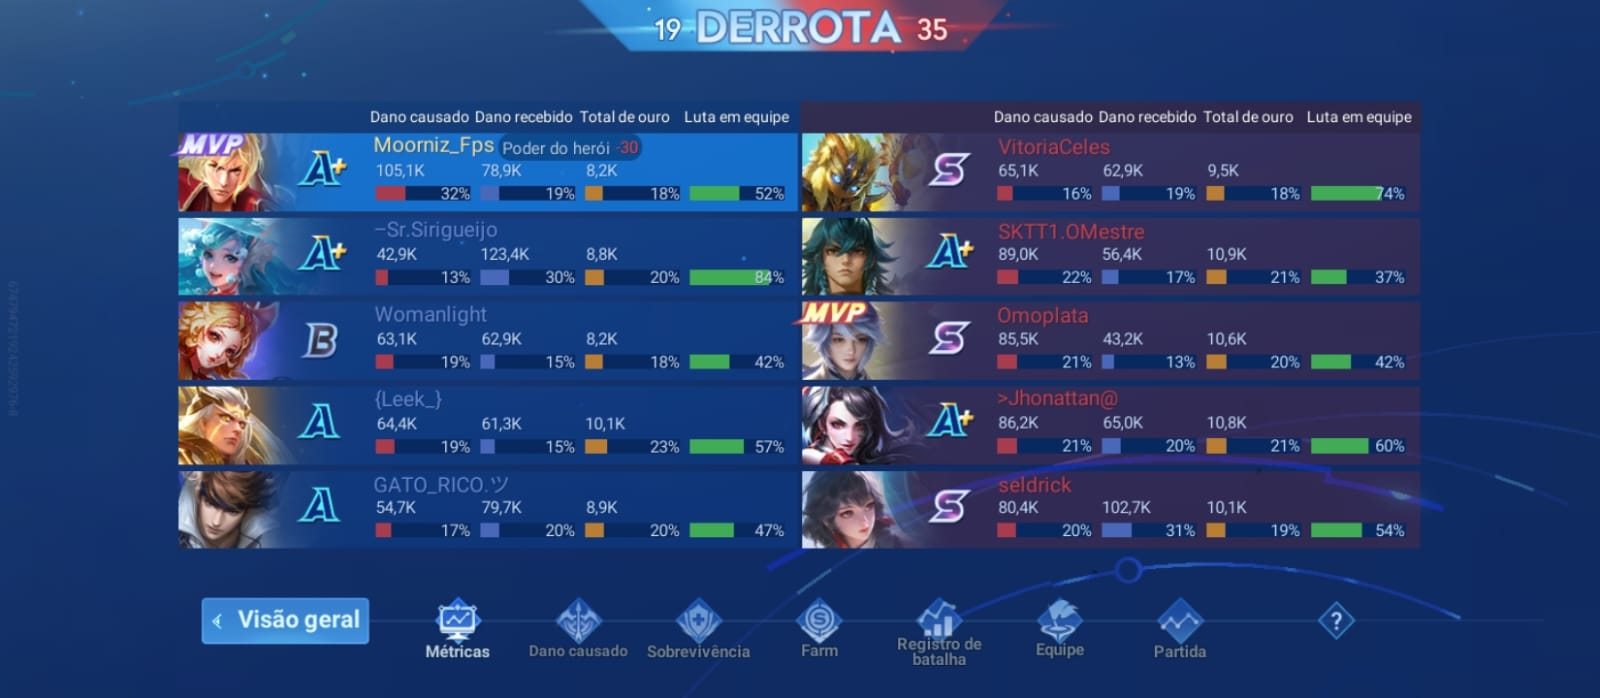 19 DERROTA 35
Dano causado Dano recebido Total de ouro Luta em equipe
MVP
A+
Moorniz_Fps Poder do herói -30
105,1K 78,9K 8,2K
32% 19% 18% 52%
A+
–Sr.Sirigueijo
42,9K 123,4K 8,8K
13% 30% 20% 84%
B
Womanlight
63,1K 62,9K 8,2K
19% 15% 18% 42%
A
{Leek_}
64,4K 61,3K 10,1K
19% 15% 23% 57%
A
GATO_RICO.ツ
54,7K 79,7K 8,9K
17% 20% 20% 47%
Dano causado Dano recebido Total de ouro Luta em equipe
S
VitoriaCeles
65,1K 62,9K 9,5K
16% 19% 18% 74%
A+
SKTT1.OMestre
89,0K 56,4K 10,9K
22% 17% 21% 37%
MVP
S
Omoplata
85,5K 43,2K 10,6K
21% 13% 20% 42%
A+
>Jhonattan@
86,2K 65,0K 10,8K
21% 20% 21% 60%
S
seldrick
80,4K 102,7K 10,1K
20% 31% 19% 54%
Visão geral
Métricas
Dano causado
Sobrevivência
Farm
Registro de
batalha
Equipe
Partida
?